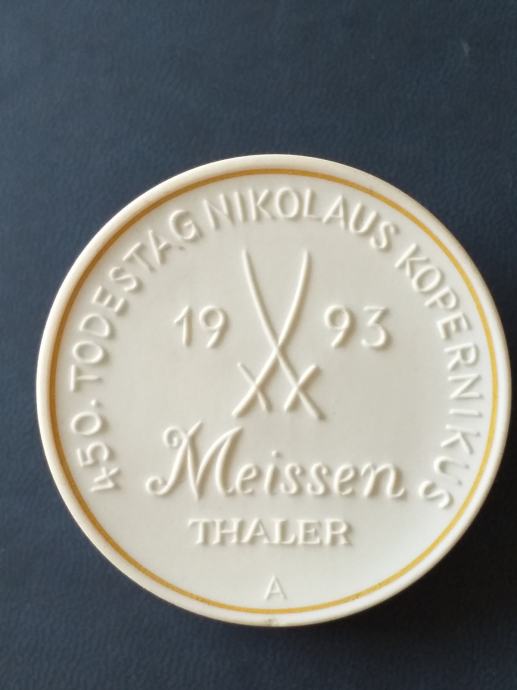 450. TODESTAG NIKOLAUS KOPERNIKUS
19 93
Meissen
THALER
A